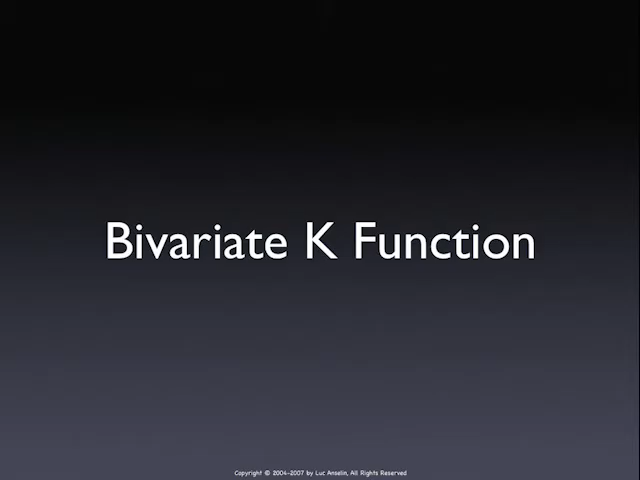 Bivariate K Function
Copyright © 2004-2007 by Luc Anselin, All Rights Reserved